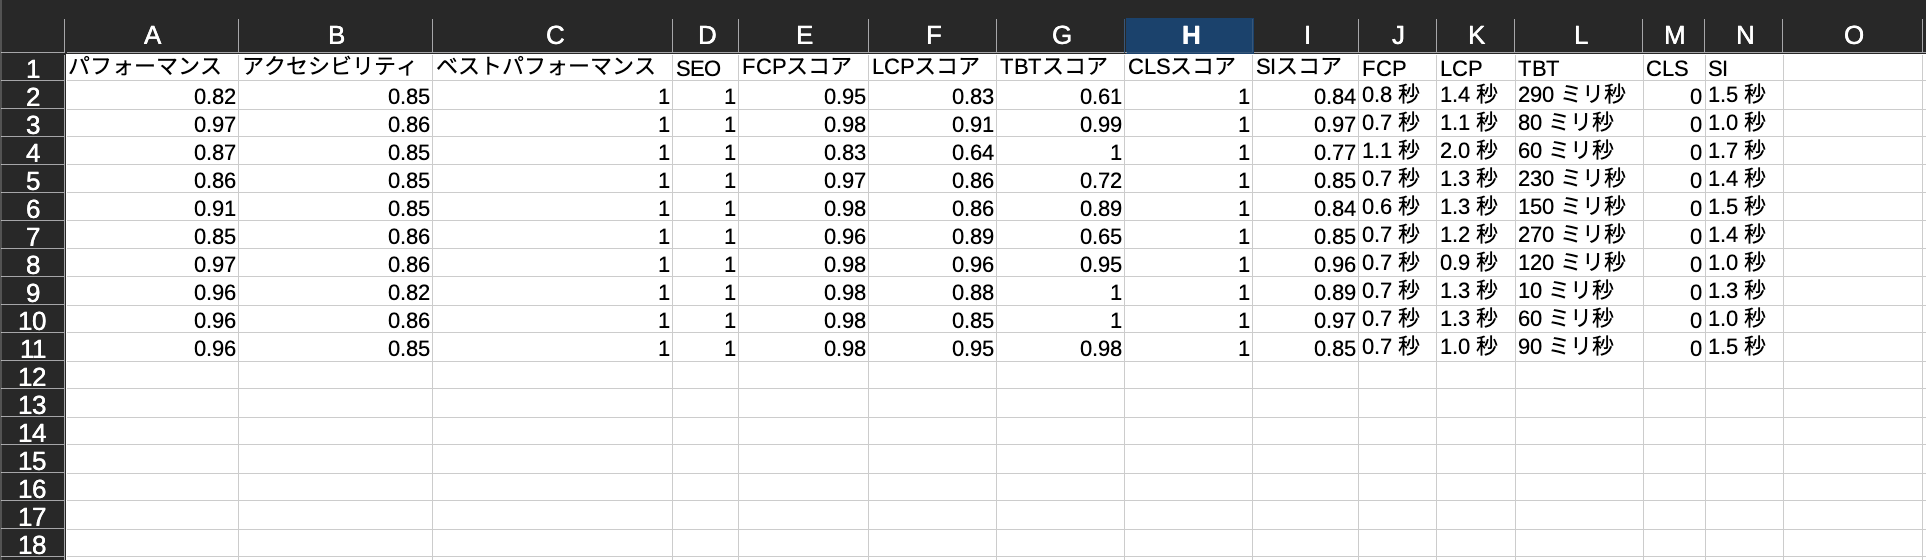 A B C D E F G H I J K L M N O
1 パフォーマンス アクセシビリティ ベストパフォーマンス SEO FCPスコア LCPスコア TBTスコア CLSスコア SIスコア FCP LCP TBT CLS SI
2 0.82 0.85 1 1 0.95 0.83 0.61 1 0.84 0.8 秒 1.4 秒 290 ミリ秒 0 1.5 秒
3 0.97 0.86 1 1 0.98 0.91 0.99 1 0.97 0.7 秒 1.1 秒 80 ミリ秒 0 1.0 秒
4 0.87 0.85 1 1 0.83 0.64 1 1 0.77 1.1 秒 2.0 秒 60 ミリ秒 0 1.7 秒
5 0.86 0.85 1 1 0.97 0.86 0.72 1 0.85 0.7 秒 1.3 秒 230 ミリ秒 0 1.4 秒
6 0.91 0.85 1 1 0.98 0.86 0.89 1 0.84 0.6 秒 1.3 秒 150 ミリ秒 0 1.5 秒
7 0.85 0.86 1 1 0.96 0.89 0.65 1 0.85 0.7 秒 1.2 秒 270 ミリ秒 0 1.4 秒
8 0.97 0.86 1 1 0.98 0.96 0.95 1 0.96 0.7 秒 0.9 秒 120 ミリ秒 0 1.0 秒
9 0.96 0.82 1 1 0.98 0.88 1 1 0.89 0.7 秒 1.3 秒 10 ミリ秒 0 1.3 秒
10 0.96 0.86 1 1 0.98 0.85 1 1 0.97 0.7 秒 1.3 秒 60 ミリ秒 0 1.0 秒
11 0.96 0.85 1 1 0.98 0.95 0.98 1 0.85 0.7 秒 1.0 秒 90 ミリ秒 0 1.5 秒
12
13
14
15
16
17
18